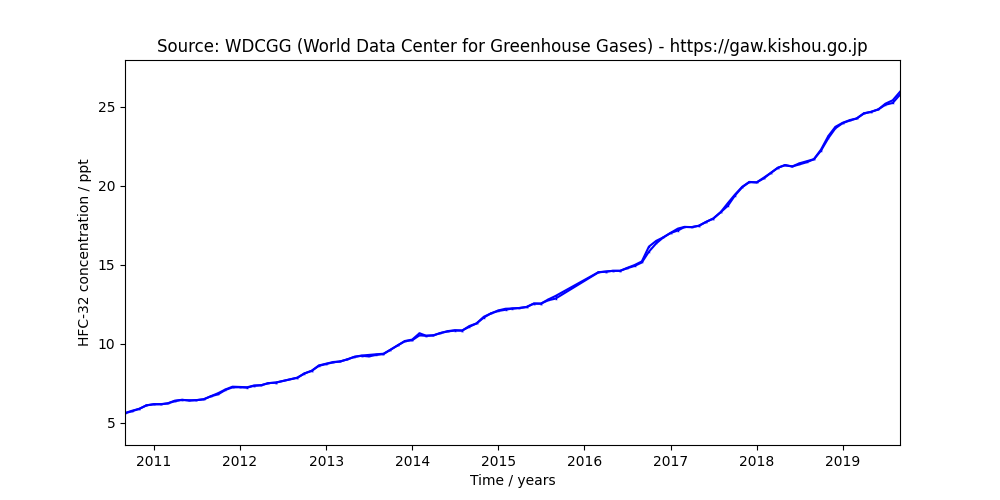 Source: WDCGG (World Data Center for Greenhouse Gases) - https://gaw.kishou.go.jp
HFC-32 concentration / ppt
25
20
15
10
5
2011 2012 2013 2014 2015 2016 2017 2018 2019
Time / years